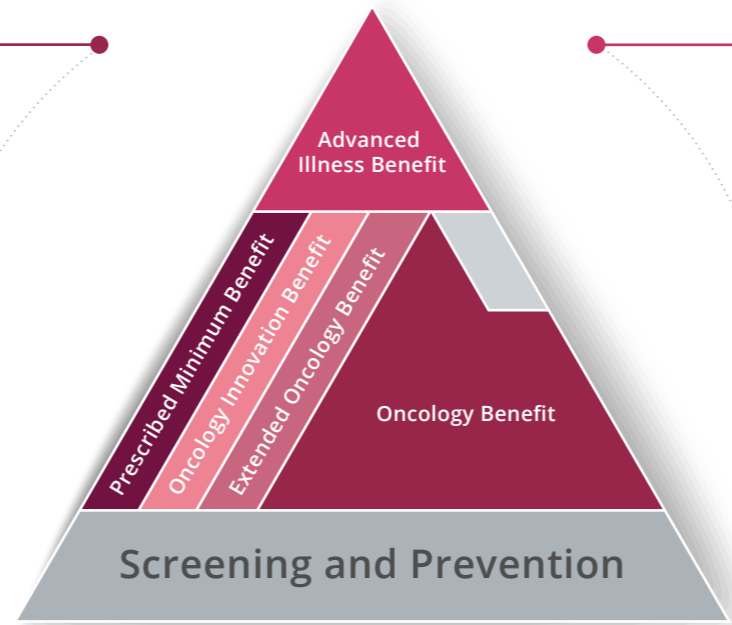 Advanced
Illness Benefit
Prescribed Minimum Benefit
Oncology Innovation Benefit
Extended Oncology Benefit
Oncology Benefit
Screening and Prevention